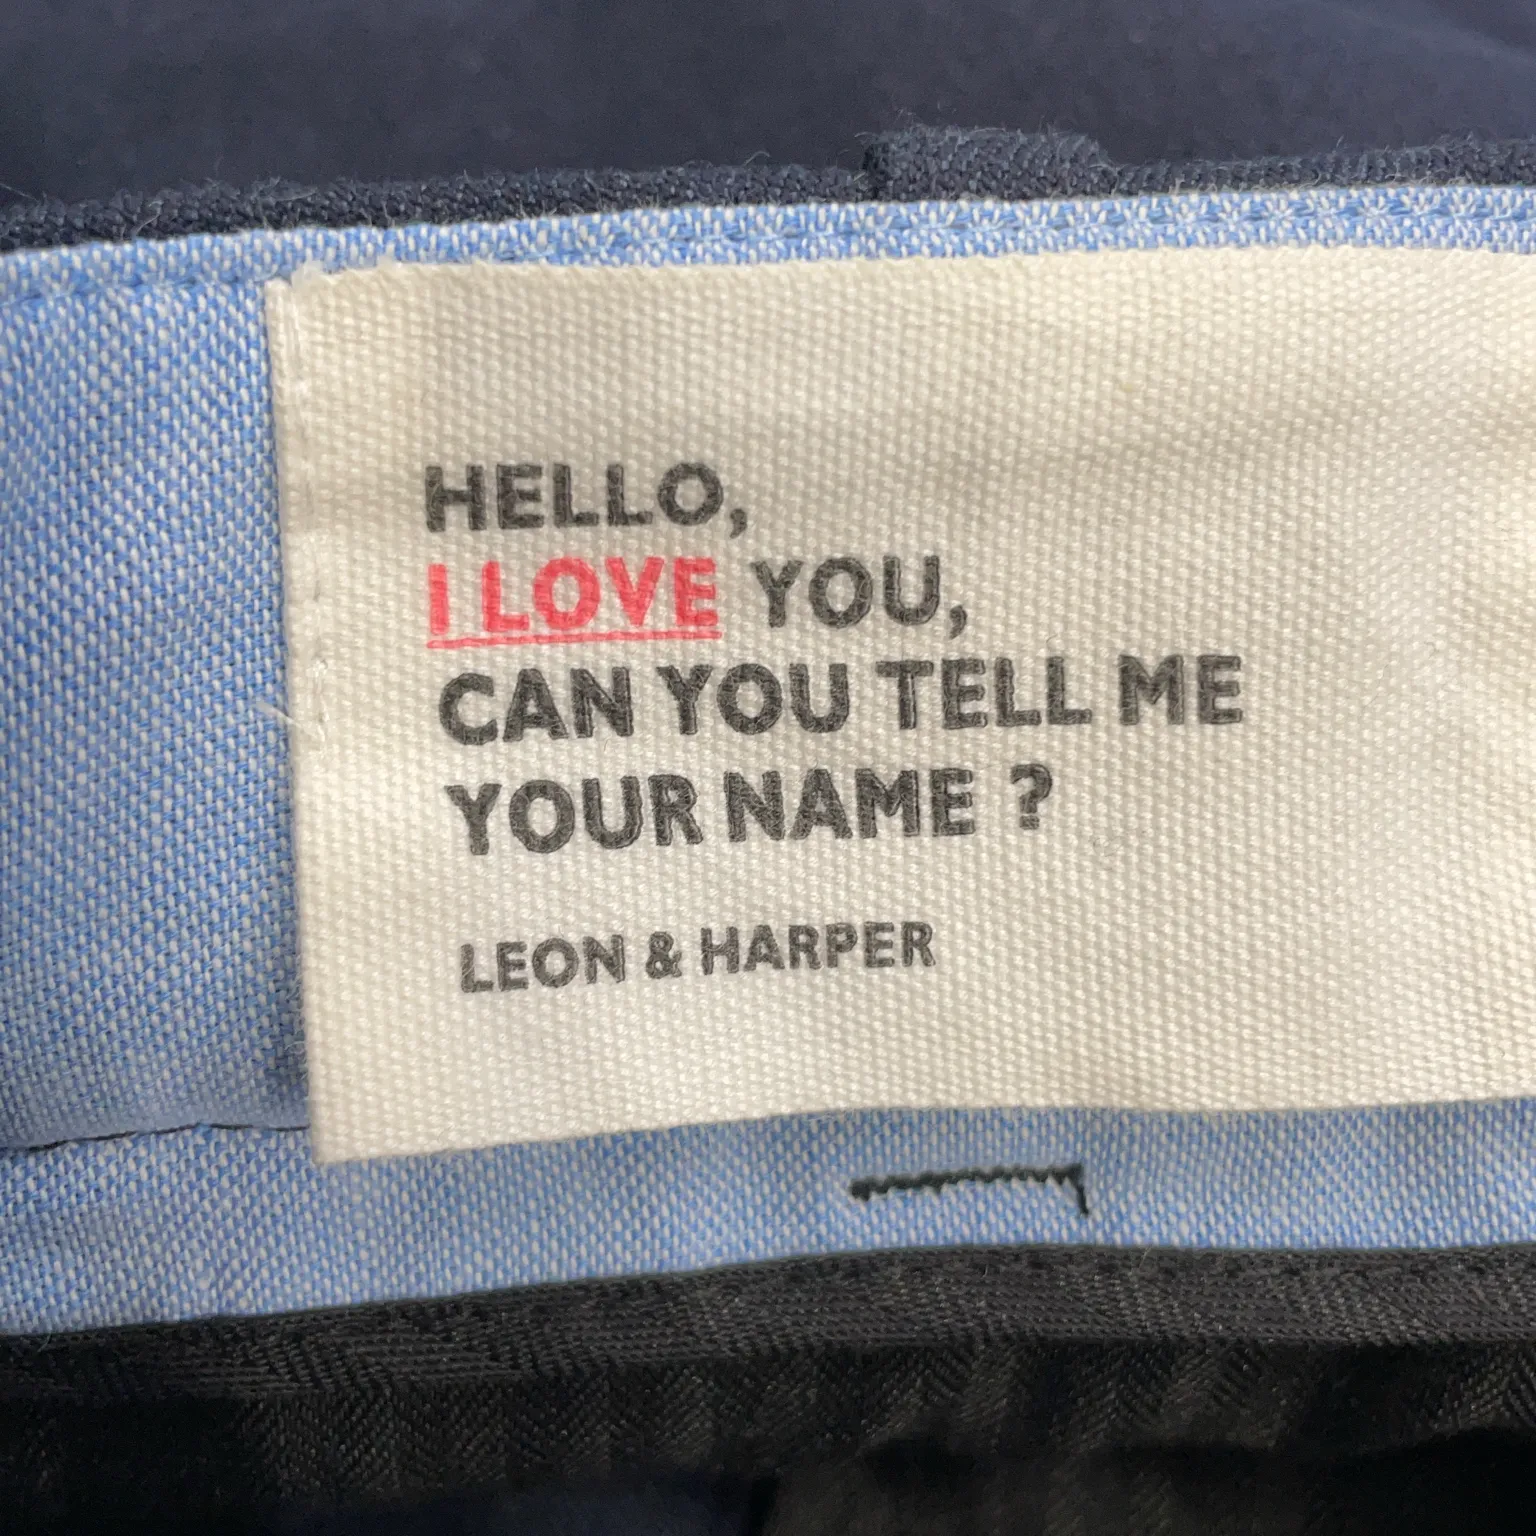 HELLO,
I LOVE YOU,
CAN YOU TELL ME
YOUR NAME ?
LEON & HARPER